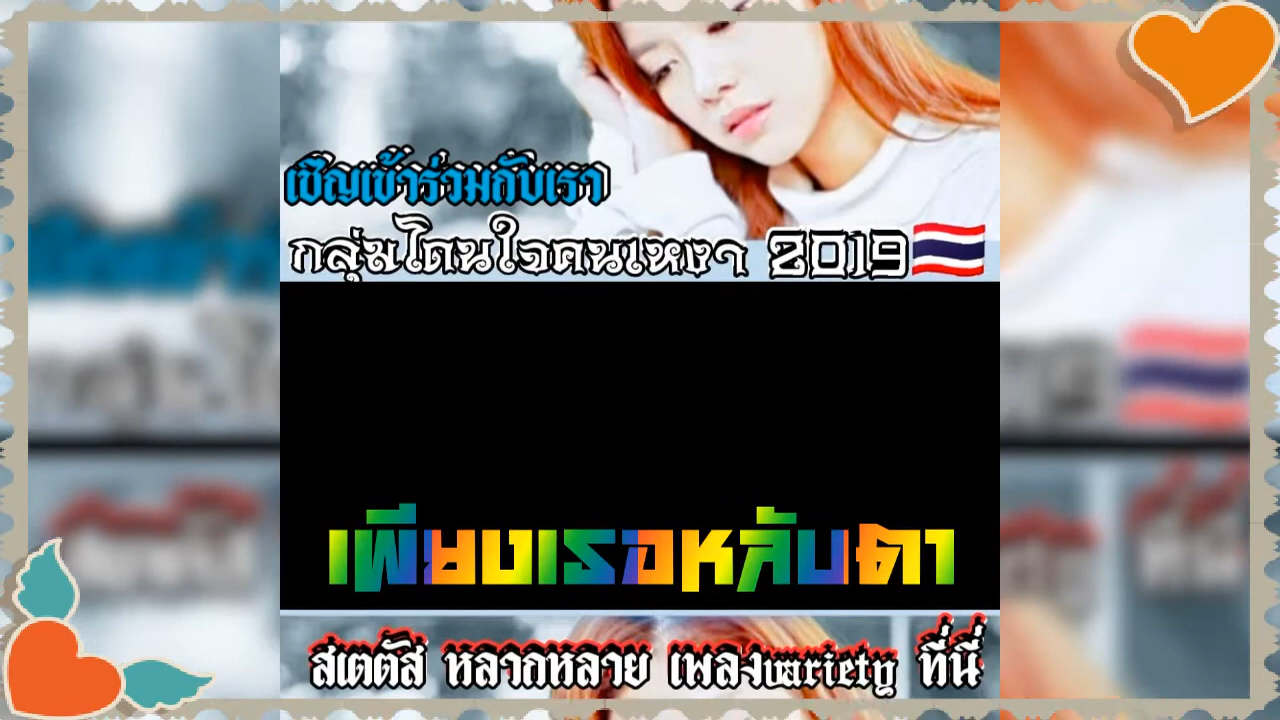 เชิญเข้าร่วมกับเรา
กลุ่มโดนใจคนเหงา 2019
เพียงเธอหลับตา
สเตตัส หลากหลาย เพลงvariety ที่นี่